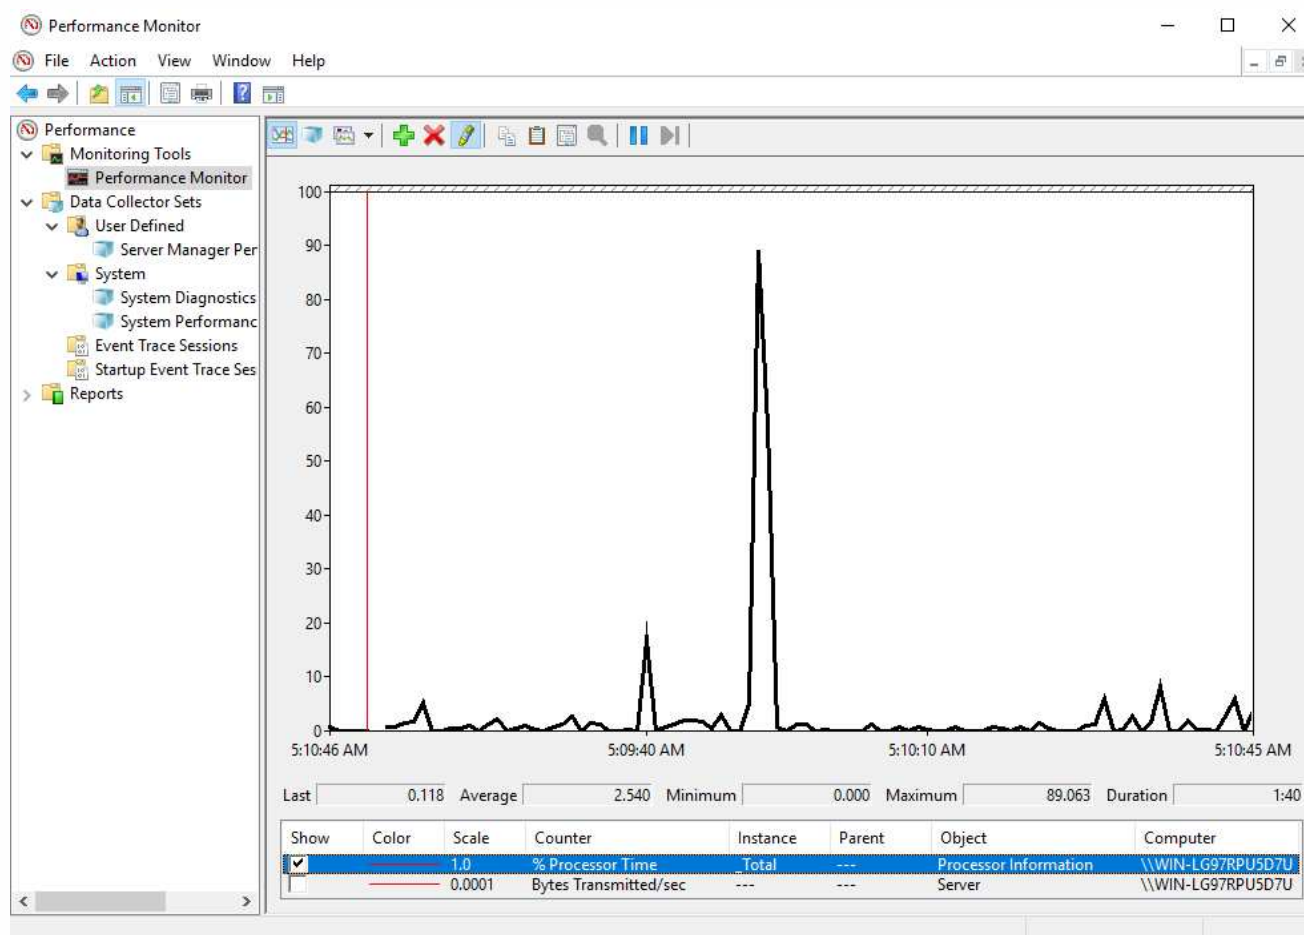 Performance Monitor
File Action View Window Help
Performance
Monitoring Tools
Performance Monitor
Data Collector Sets
User Defined
Server Manager Per
System
System Diagnostics
System Performanc
Event Trace Sessions
Startup Event Trace Ses
Reports
100
90
80
70
60
50
40
30
20
10
0
5:10:46 AM 5:09:40 AM 5:10:10 AM 5:10:45 AM
Last 0.118 Average 2.540 Minimum 0.000 Maximum 89.063 Duration 1:40
Show Color Scale Counter Instance Parent Object Computer
1.0 % Processor Time _Total --- Processor Information \\WIN-LG97RPU5D7U
0.0001 Bytes Transmitted/sec --- --- Server \\WIN-LG97RPU5D7U